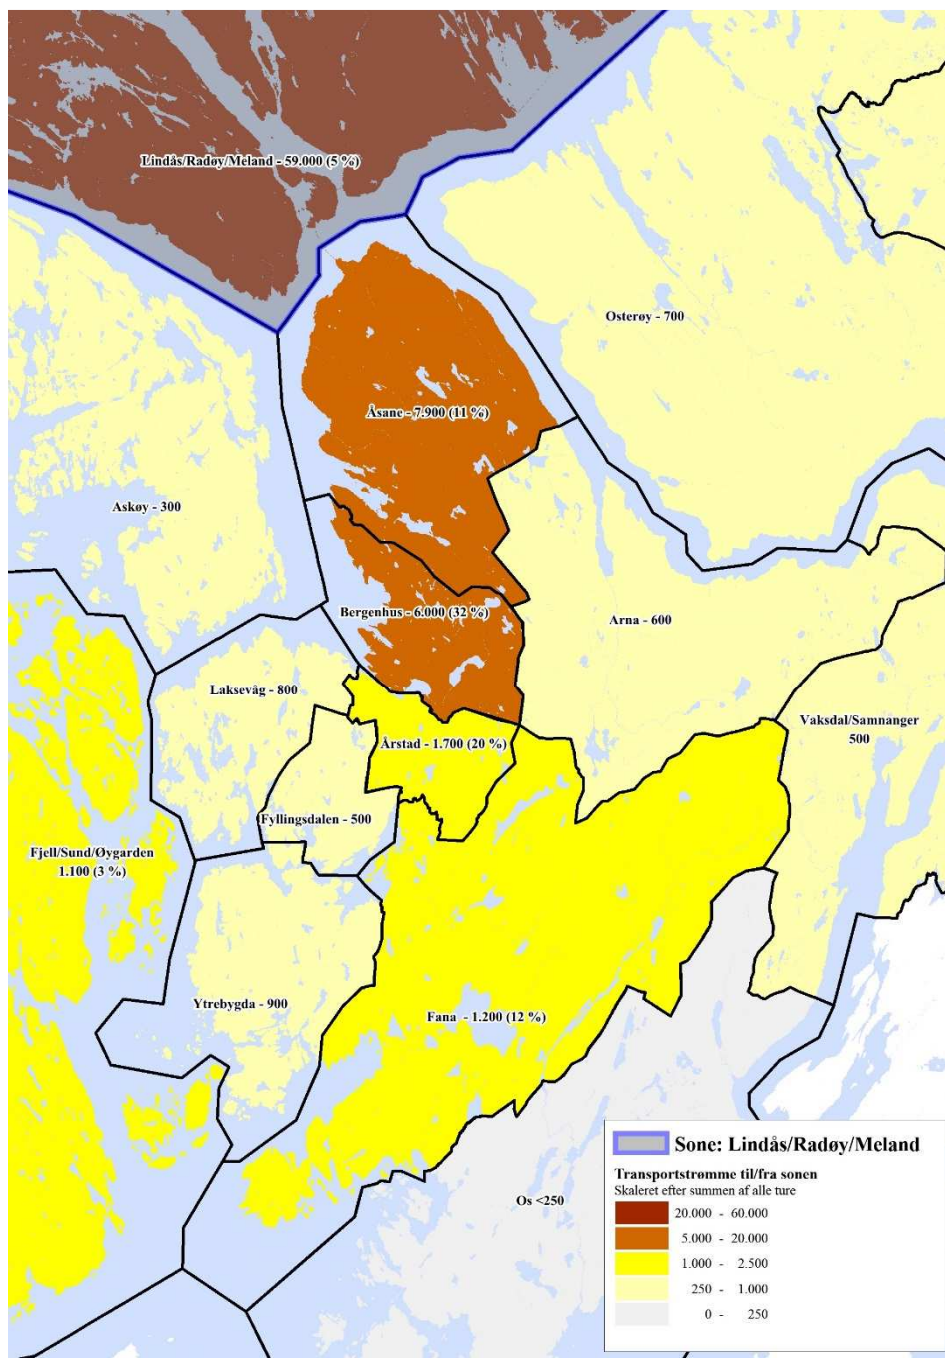 Lindås/Radøy/Meland - 59.000 (5 %)
Osterøy - 700
Åsane - 7.900 (11 %)
Askøy - 300
Bergenhus - 6.000 (32 %)
Arna - 600
Laksevåg - 800
Vaksdal/Samnanger
500
Årstad - 1.700 (20 %)
Fyllingsdalen - 500
Fjell/Sund/Øygarden
1.100 (3 %)
Ytrebygda - 900
Fana - 1.200 (12 %)
Os <250
Sone: Lindås/Radøy/Meland
Transportstrømme til/fra sonen
Skaleret efter summen af alle ture
20.000 - 60.000
5.000 - 20.000
1.000 - 2.500
250 - 1.000
0 - 250